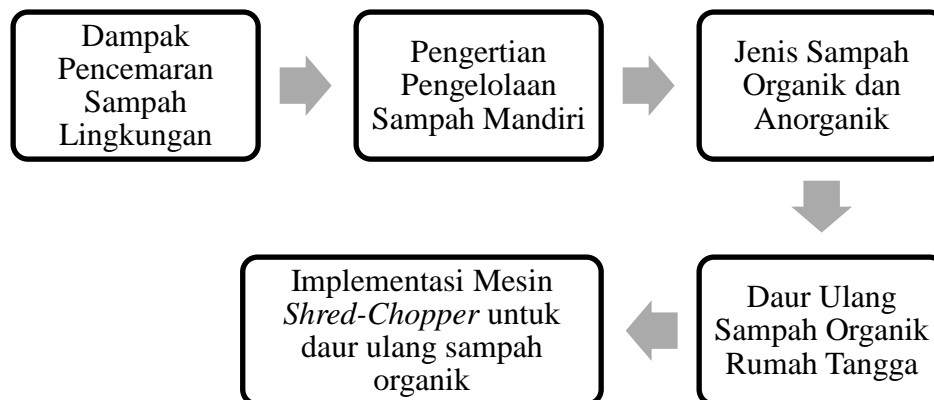 Dampak
Pencemaran
Sampah
Lingkungan
Pengertian
Pengelolaan
Sampah Mandiri
Jenis Sampah
Organik dan
Anorganik
Daur Ulang
Sampah Organik
Rumah Tangga
Implementasi Mesin
Shred-Chopper untuk
daur ulang sampah
organik